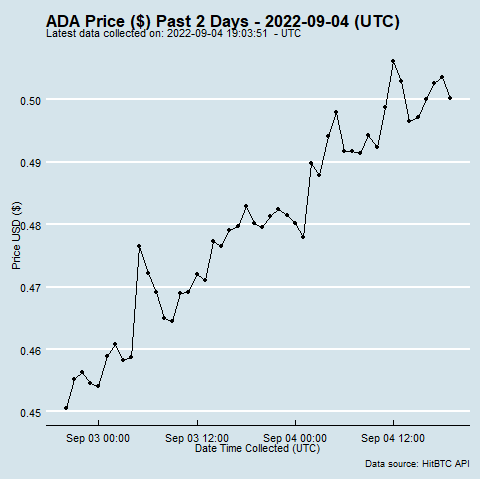 ADA Price ($) Past 2 Days - 2022-09-04 (UTC)
Latest data collected on: 2022-09-04 19:03:51 - UTC
Price USD ($)
0.50
0.49
0.48
0.47
0.46
0.45
Sep 03 00:00 Sep 03 12:00 Sep 04 00:00 Sep 04 12:00
Date Time Collected (UTC)
Data source: HitBTC API